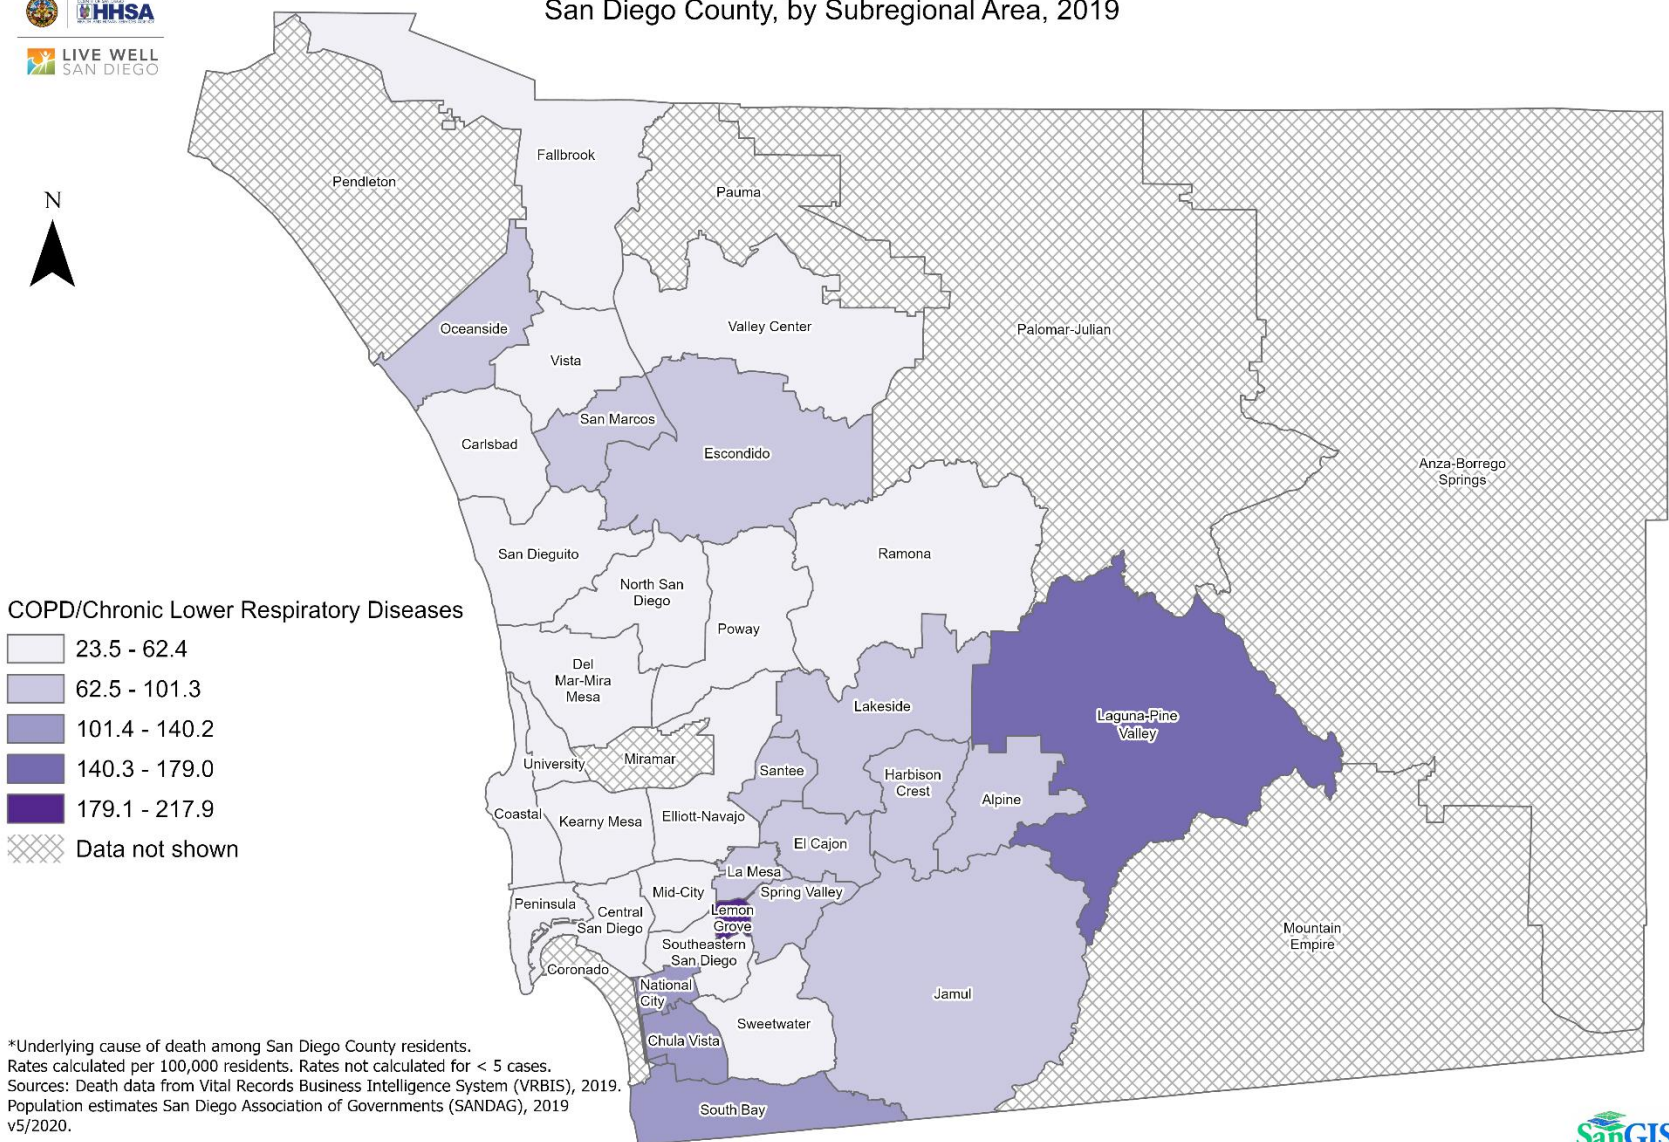 San Diego County, by Subregional Area, 2019
HHSA
LIVE WELL
SAN DIEGO
N
Pendleton
Fallbrook
Pauma
Oceanside
Vista
Valley Center
Palomar-Julian
San Marcos
Carlsbad
Escondido
Anza-Borrego
Springs
San Dieguito
North San
Diego
Ramona
Poway
Del
Mar-Mira
Mesa
Lakeside
Laguna-Pine
Valley
University
Miramar
Santee
Harbison
Crest
Alpine
Coastal
Kearny Mesa
Elliott-Navajo
El Cajon
La Mesa
Mid-City
Spring Valley
Peninsula
Central
San Diego
Lemon
Grove
Southeastern
San Diego
Mountain
Empire
Coronado
National
City
Jamul
Sweetwater
Chula Vista
South Bay
COPD/Chronic Lower Respiratory Diseases
23.5 - 62.4
62.5 - 101.3
101.4 - 140.2
140.3 - 179.0
179.1 - 217.9
Data not shown
*Underlying cause of death among San Diego County residents.
Rates calculated per 100,000 residents. Rates not calculated for < 5 cases.
Sources: Death data from Vital Records Business Intelligence System (VRBIS), 2019.
Population estimates San Diego Association of Governments (SANDAG), 2019
v5/2020.
SanGIS